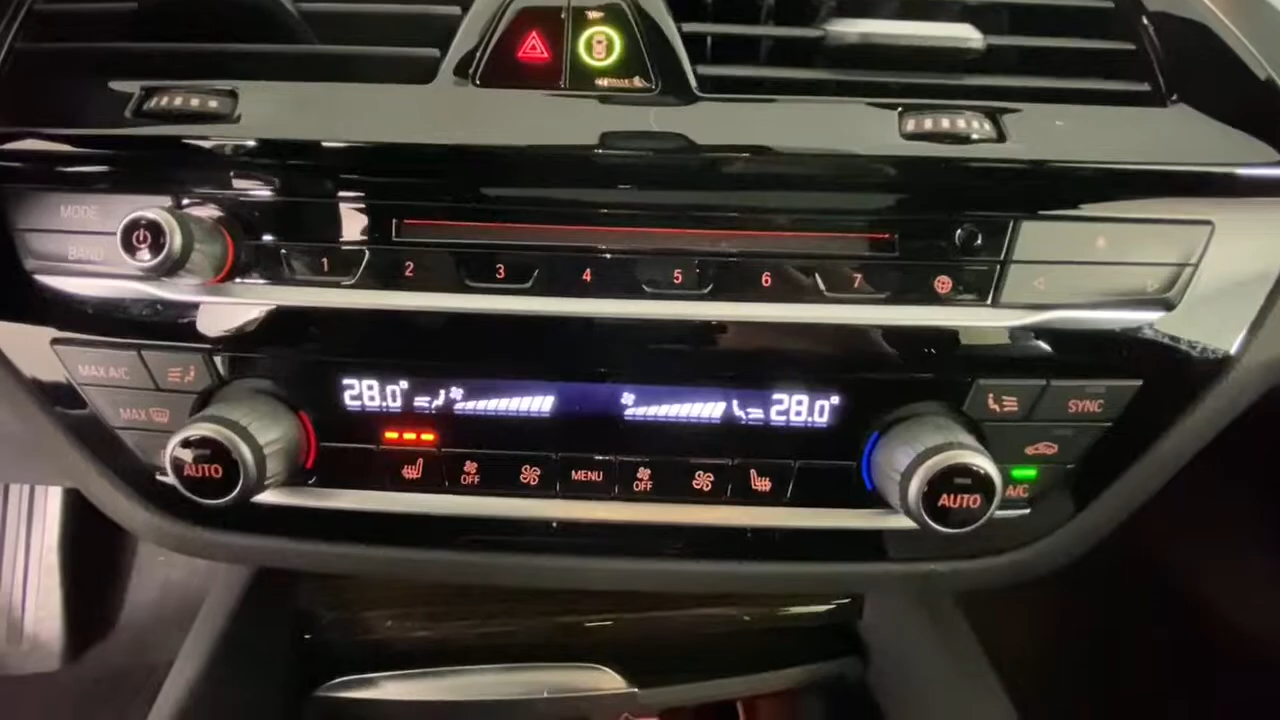 MODE
BAND
1 2 3 4 5 6 7
MAX A/C
MAX
28.0°
28.0°
SYNC
AUTO
OFF
MENU
OFF
AUTO
A/C